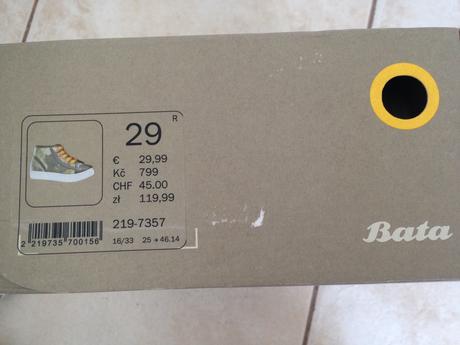 29 R
€ 29,99
Kč 799
CHF 45.00
zł 119,99
219-7357
2 219735 700156
16/33 25 + 46.14
Bata